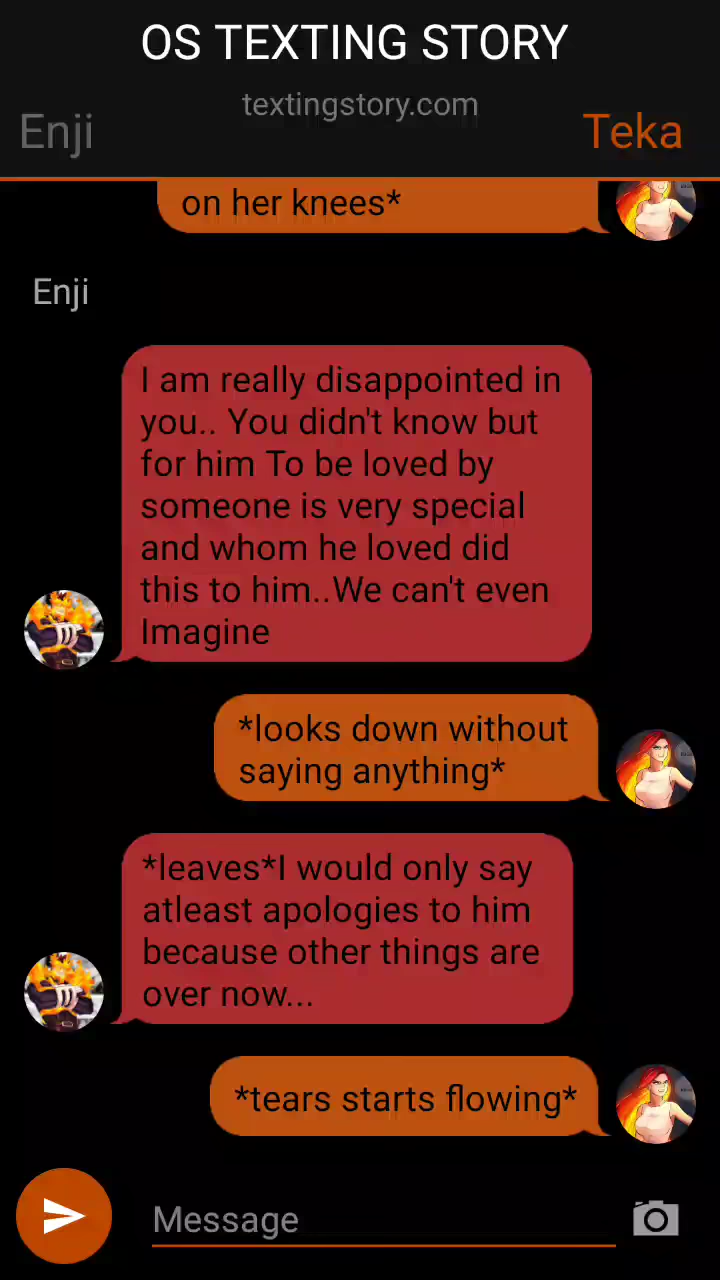 OS TEXTING STORY
textingstory.com
Enji
Teka
on her knees*
Enji
I am really disappointed in
you.. You didn't know but
for him To be loved by
someone is very special
and whom he loved did
this to him..We can't even
Imagine
*looks down without
saying anything*
*leaves*I would only say
atleast apologies to him
because other things are
over now...
*tears starts flowing*
Message